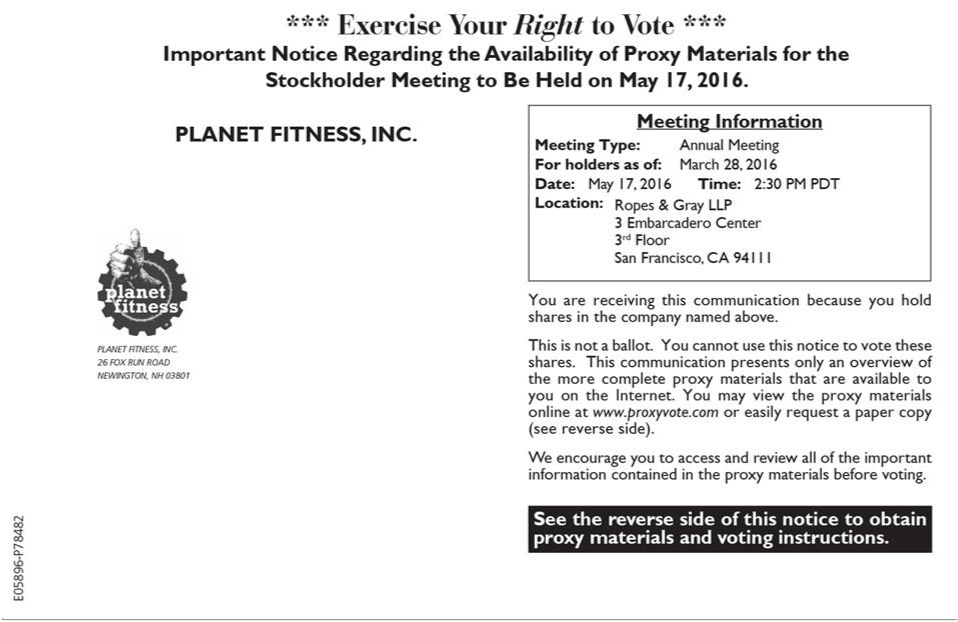 *** Exercise Your Right to Vote ***
Important Notice Regarding the Availability of Proxy Materials for the
Stockholder Meeting to Be Held on May 17, 2016.
PLANET FITNESS, INC.
planet
fitness
PLANET FITNESS, INC.
26 FOX RUN ROAD
NEWINGTON, NH 03801
Meeting Information
Meeting Type: Annual Meeting
For holders as of: March 28, 2016
Date: May 17, 2016 Time: 2:30 PM PDT
Location: Ropes & Gray LLP
3 Embarcadero Center
3rd Floor
San Francisco, CA 94111
You are receiving this communication because you hold
shares in the company named above.
This is not a ballot. You cannot use this notice to vote these
shares. This communication presents only an overview of
the more complete proxy materials that are available to
you on the Internet. You may view the proxy materials
online at www.proxyvote.com or easily request a paper copy
(see reverse side).
We encourage you to access and review all of the important
information contained in the proxy materials before voting.
See the reverse side of this notice to obtain
proxy materials and voting instructions.
E05896-P78482